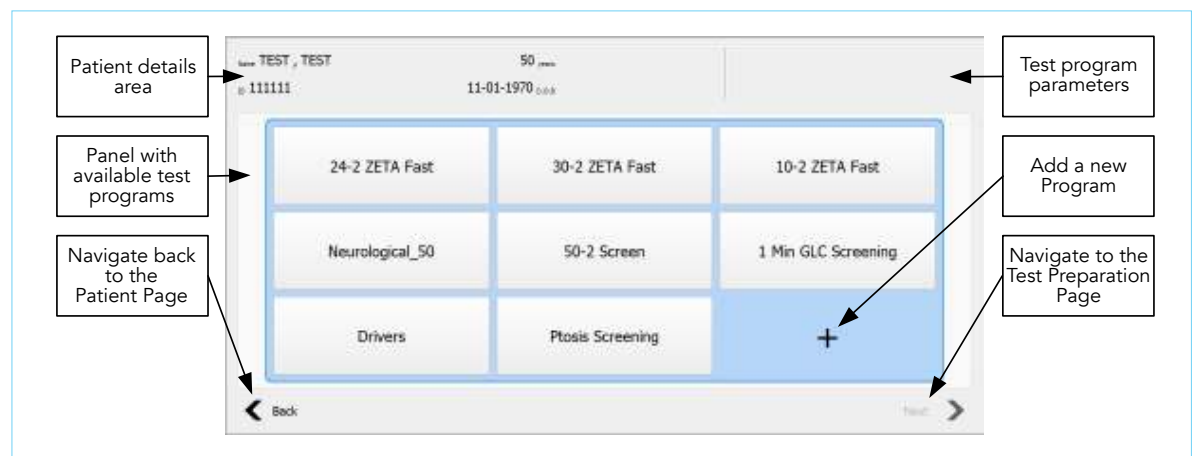 Patient details
area
Panel with
available test
programs
Navigate back
to the
Patient Page
Name TEST , TEST 50 years
ID 111111 11-01-1970 D.O.B
24-2 ZETA Fast 30-2 ZETA Fast 10-2 ZETA Fast
Neurological_50 50-2 Screen 1 Min GLC Screening
Drivers Ptosis Screening +
Back Next
Test program
parameters
Add a new
Program
Navigate to the
Test Preparation
Page